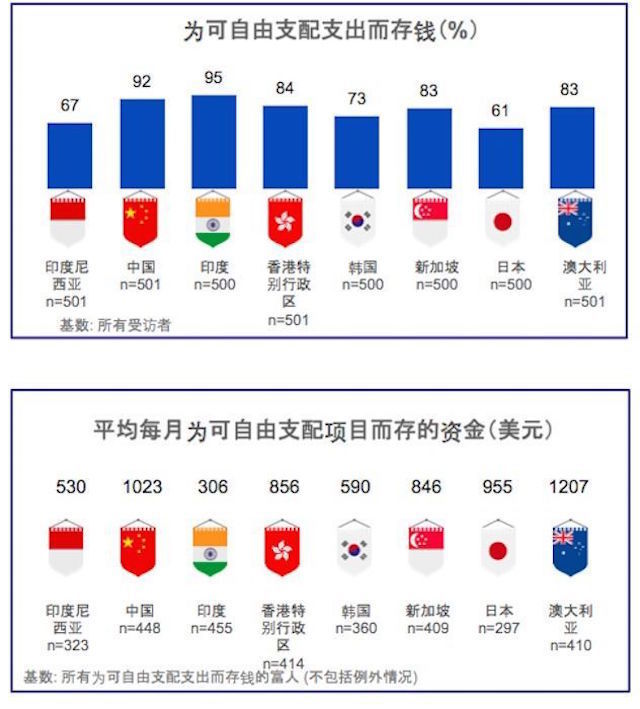 为可自由支配支出而存钱(%)
67 92 95 84 73 83 61 83
印度尼 中国 印度 香港特 韩国 新加坡 日本 澳大利
西亚 n=501 n=500 别行政 n=500 n=500 n=500 亚
n=501 区 n=501
n=501
基数: 所有受访者
平均每月为可自由支配项目而存的资金(美元)
530 1023 306 856 590 846 955 1207
印度尼 中国 印度 香港特 韩国 新加坡 日本 澳大利
西亚 n=448 n=455 别行政 n=360 n=409 n=297 亚
n=323 区 n=410
n=414
基数: 所有为可自由支配支出而存钱的富人 (不包括例外情况)